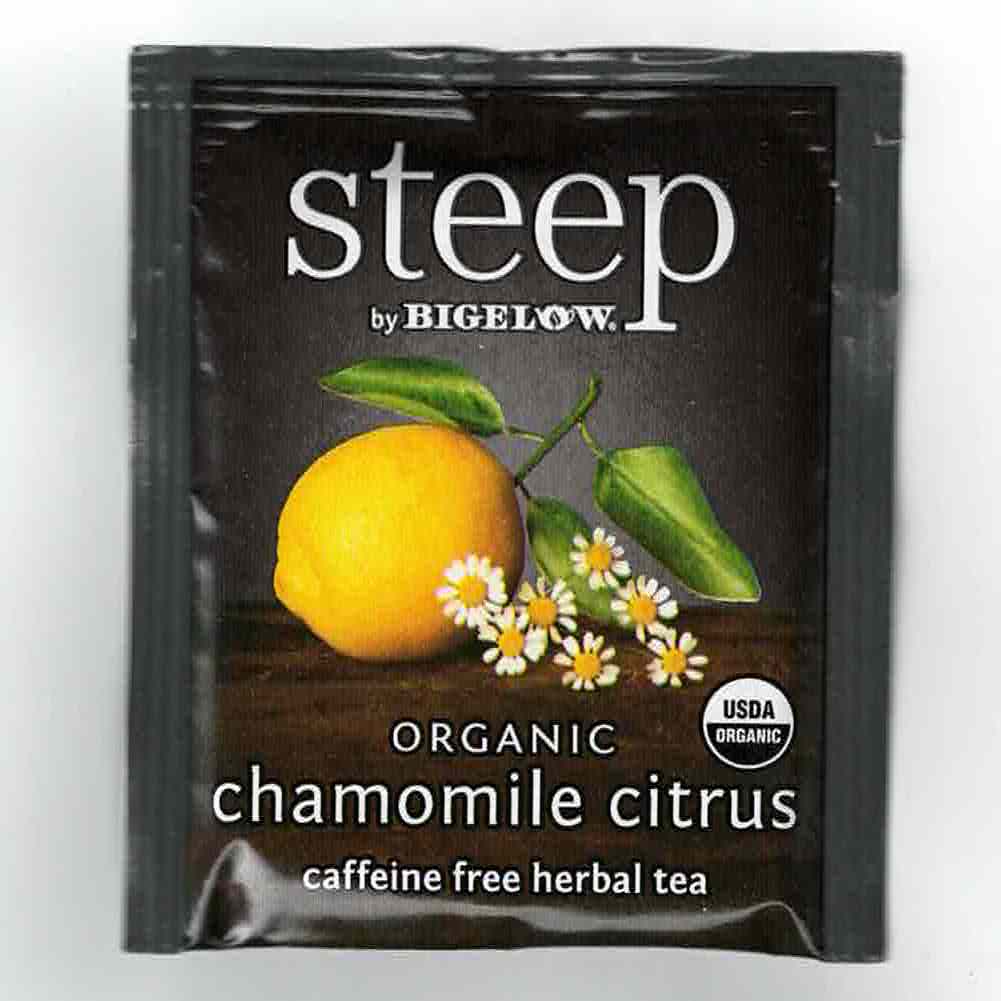 steep
by BIGELOW®
USDA
ORGANIC
ORGANIC
chamomile citrus
caffeine free herbal tea